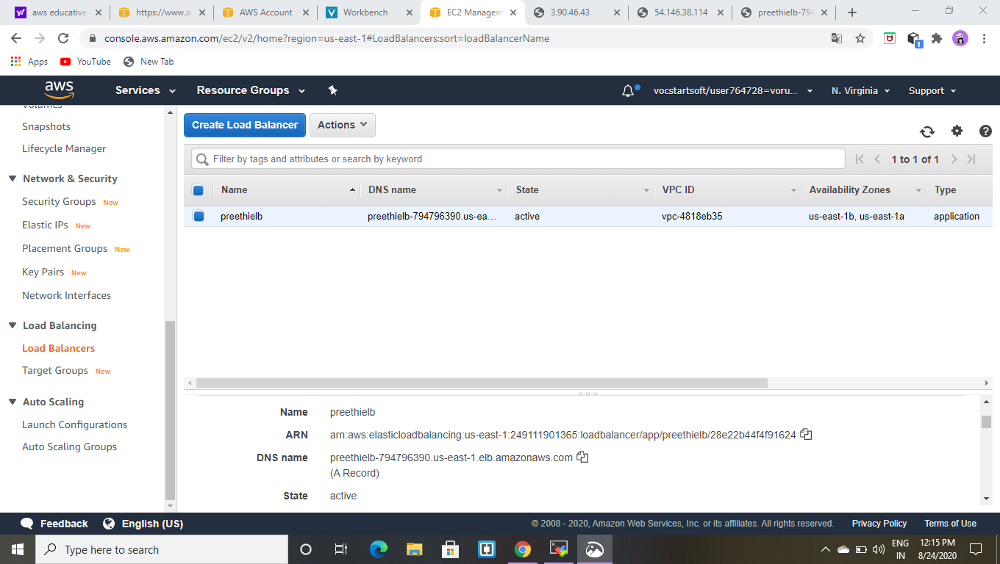 aws educative
https://www.a
AWS Account
Workbench
EC2 Managem
3.90.46.43
54.146.38.114
preethielb-794
console.aws.amazon.com/ec2/v2/home?region=us-east-1#LoadBalancers:sort=loadBalancerName
1
Apps
YouTube
New Tab
aws
Services
Resource Groups
vocstartsoft/user764728=voru...
N. Virginia
Support
Volumes
Snapshots
Lifecycle Manager
Network & Security
Security Groups New
Elastic IPs New
Placement Groups New
Key Pairs New
Network Interfaces
Load Balancing
Load Balancers
Target Groups New
Auto Scaling
Launch Configurations
Auto Scaling Groups
Create Load Balancer
Actions
Filter by tags and attributes or search by keyword
1 to 1 of 1
Name DNS name State VPC ID Availability Zones Type
preethielb preethielb-794796390.us-ea... active vpc-4818eb35 us-east-1b, us-east-1a application
Name preethielb
ARN arn:aws:elasticloadbalancing:us-east-1:249111901365:loadbalancer/app/preethielb/28e22b44f4f91624
DNS name preethielb-794796390.us-east-1.elb.amazonaws.com
(A Record)
State active
Feedback
English (US)
© 2008 - 2020, Amazon Web Services, Inc. or its affiliates. All rights reserved.
Privacy Policy
Terms of Use
Type here to search
ENG
IN
12:15 PM
8/24/2020